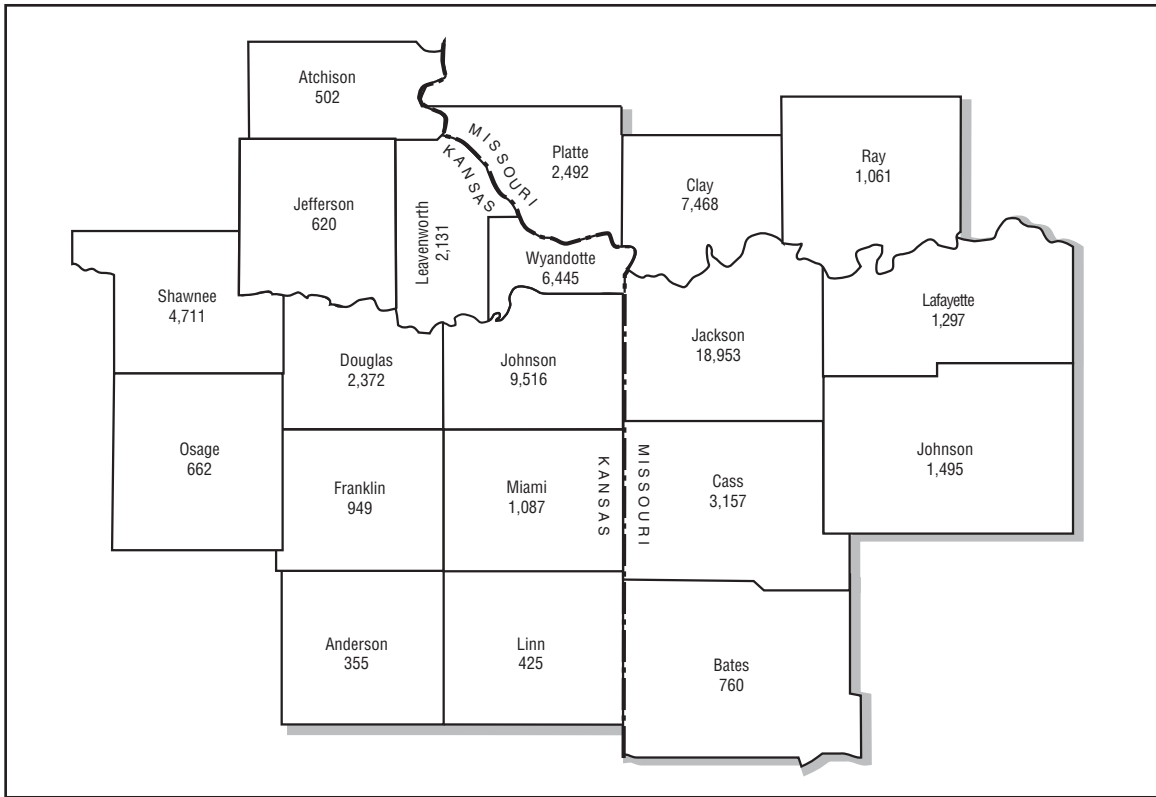 Atchison
502
MISSOURI
KANSAS
Platte
2,492
Ray
1,061
Clay
7,468
Jefferson
620
Leavenworth
2,131
Wyandotte
6,445
Shawnee
4,711
Lafayette
1,297
Jackson
18,953
Douglas
2,372
Johnson
9,516
Osage
662
Johnson
1,495
Franklin
949
Miami
1,087
KANSAS
MISSOURI
Cass
3,157
Anderson
355
Linn
425
Bates
760